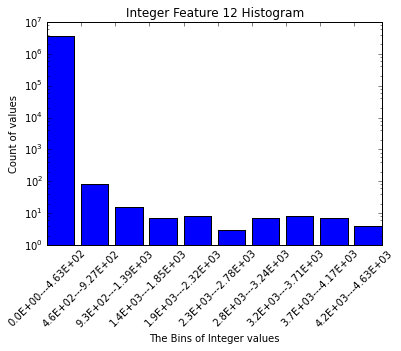 Integer Feature 12 Histogram
Count of values
10^7
10^6
10^5
10^4
10^3
10^2
10^1
10^0
0.0E+00---4.63E+02
4.6E+02---9.27E+02
9.3E+02---1.39E+03
1.4E+03---1.85E+03
1.9E+03---2.32E+03
2.3E+03---2.78E+03
2.8E+03---3.24E+03
3.2E+03---3.71E+03
3.7E+03---4.17E+03
4.2E+03---4.63E+03
The Bins of Integer values